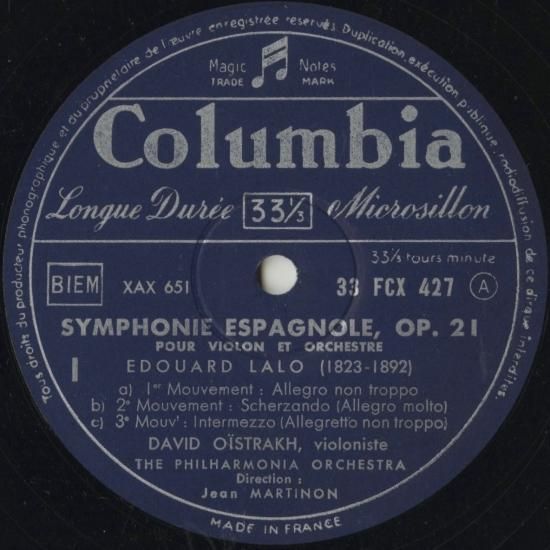 Tous droits du producteur phonographique et du propriétaire de l'œuvre enregistrée réservés. Duplication, exécution publique, radiodiffusion de ce disque interdites.
Magic Notes
TRADE MARK
Columbia
Longue Durée 33⅓ Microsillon
33⅓ tours minute
BIEM XAX 651 33 FCX 427 A
SYMPHONIE ESPAGNOLE, OP. 21
POUR VIOLON ET ORCHESTRE
I EDOUARD LALO (1823-1892)
a) 1er Mouvement : Allegro non troppo
b) 2e Mouvement : Scherzando (Allegro molto)
c) 3e Mouvt : Intermezzo (Allegretto non troppo)
DAVID OÏSTRAKH, violoniste
THE PHILHARMONIA ORCHESTRA
Direction :
Jean MARTINON
MADE IN FRANCE